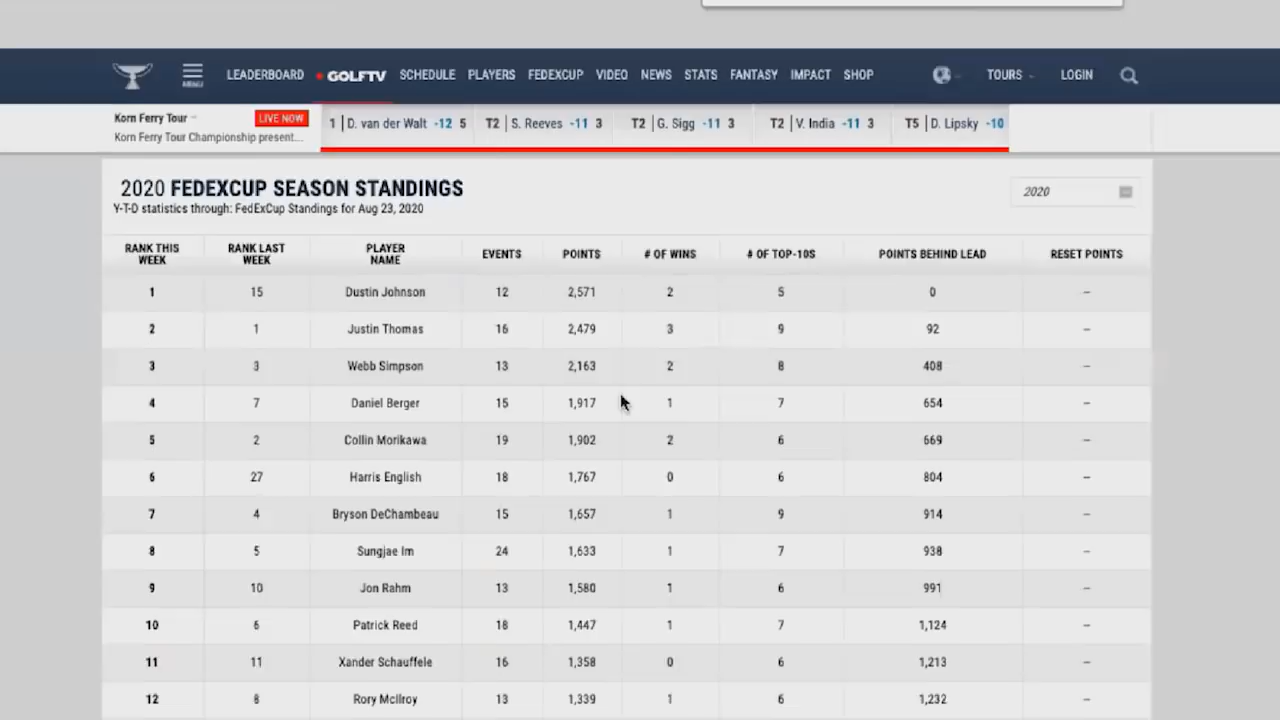 MENU LEADERBOARD GOLFTV SCHEDULE PLAYERS FEDEXCUP VIDEO NEWS STATS FANTASY IMPACT SHOP TOURS LOGIN
Korn Ferry Tour LIVE NOW
Korn Ferry Tour Championship present...
1 D. van der Walt -12 5 T2 S. Reeves -11 3 T2 G. Sigg -11 3 T2 V. India -11 3 T5 D. Lipsky -10
2020 FEDEXCUP SEASON STANDINGS
2020
Y-T-D statistics through: FedExCup Standings for Aug 23, 2020
RANK THIS WEEK RANK LAST WEEK PLAYER NAME EVENTS POINTS # OF WINS # OF TOP-10S POINTS BEHIND LEAD RESET POINTS
1 15 Dustin Johnson 12 2,571 2 5 0 –
2 1 Justin Thomas 16 2,479 3 9 92 –
3 3 Webb Simpson 13 2,163 2 8 408 –
4 7 Daniel Berger 15 1,917 1 7 654 –
5 2 Collin Morikawa 19 1,902 2 6 669 –
6 27 Harris English 18 1,767 0 6 804 –
7 4 Bryson DeChambeau 15 1,657 1 9 914 –
8 5 Sungjae Im 24 1,633 1 7 938 –
9 10 Jon Rahm 13 1,580 1 6 991 –
10 6 Patrick Reed 18 1,447 1 7 1,124 –
11 11 Xander Schauffele 16 1,358 0 6 1,213 –
12 8 Rory McIlroy 13 1,339 1 6 1,232 –